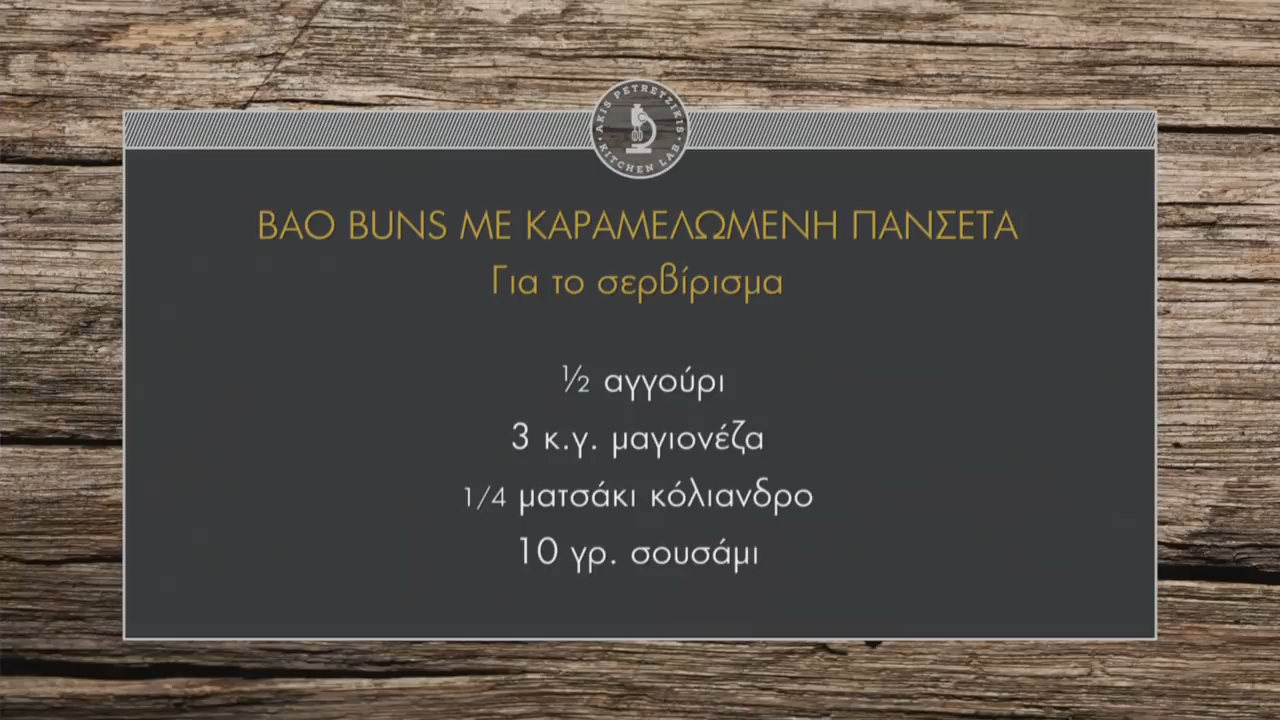 AKIS PETRETZIKIS
KITCHEN LAB
BAO BUNS ΜΕ ΚΑΡΑΜΕΛΩΜΕΝΗ ΠΑΝΣΕΤΑ
Για το σερβίρισμα
½ αγγούρι
3 κ.γ. μαγιονέζα
1/4 ματσάκι κόλιανδρο
10 γρ. σουσάμι